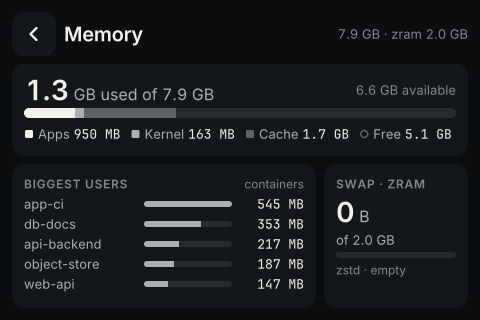 Memory
7.9 GB · zram 2.0 GB
1.3 GB used of 7.9 GB
6.6 GB available
Apps 950 MB Kernel 163 MB Cache 1.7 GB Free 5.1 GB
BIGGEST USERS containers
app-ci 545 MB
db-docs 353 MB
api-backend 217 MB
object-store 187 MB
web-api 147 MB
SWAP · ZRAM
0 B
of 2.0 GB
zstd · empty